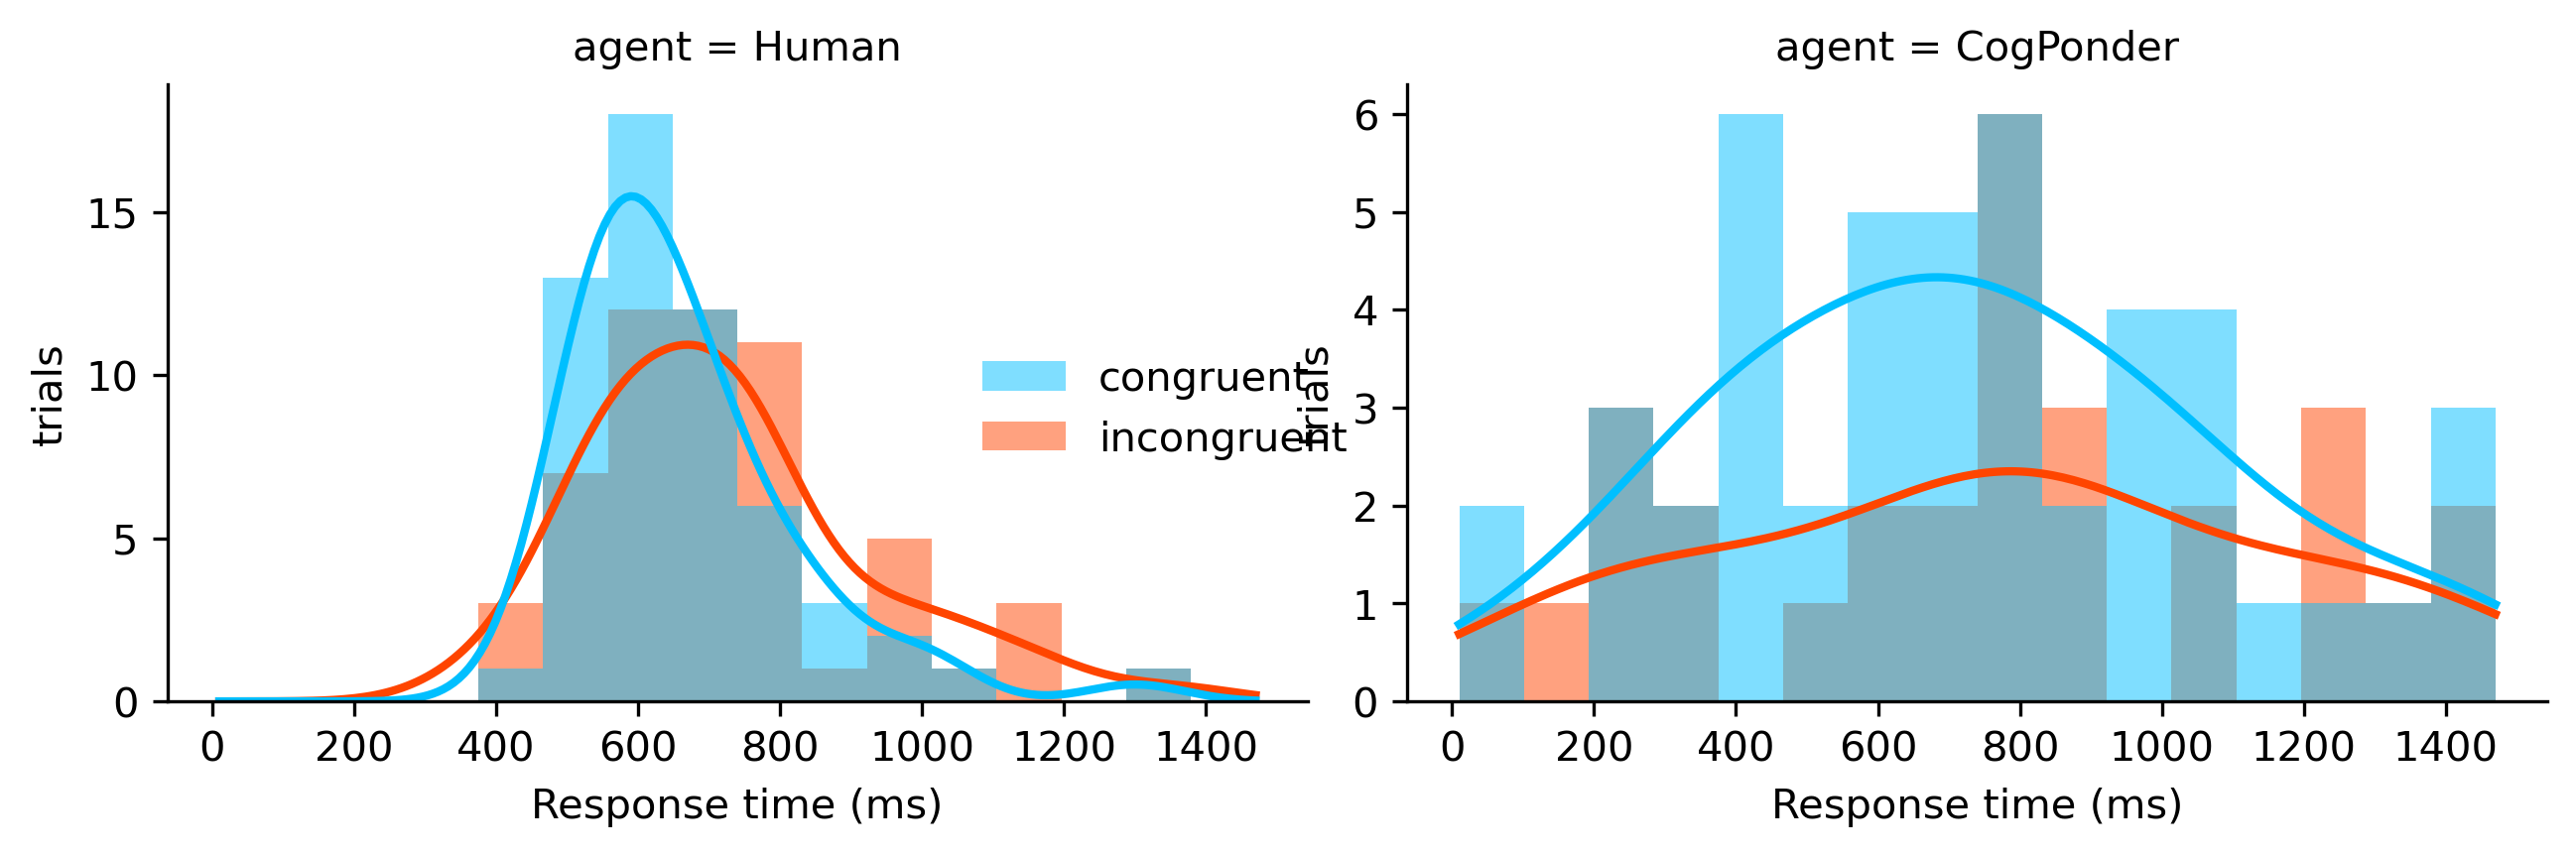 agent = Human
15
10
5
0
trials
0 200 400 600 800 1000 1200 1400
Response time (ms)
congruent
incongruent
agent = CogPonder
6
5
4
3
2
1
0
trials
0 200 400 600 800 1000 1200 1400
Response time (ms)